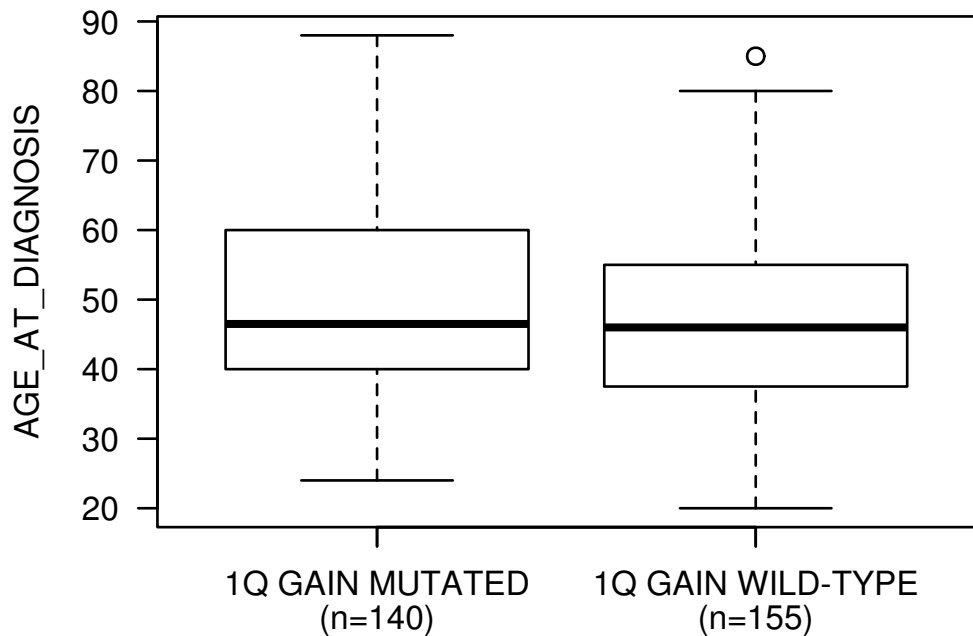 AGE_AT_DIAGNOSIS
90
80
70
60
50
40
30
20
1Q GAIN MUTATED
(n=140)
1Q GAIN WILD-TYPE
(n=155)